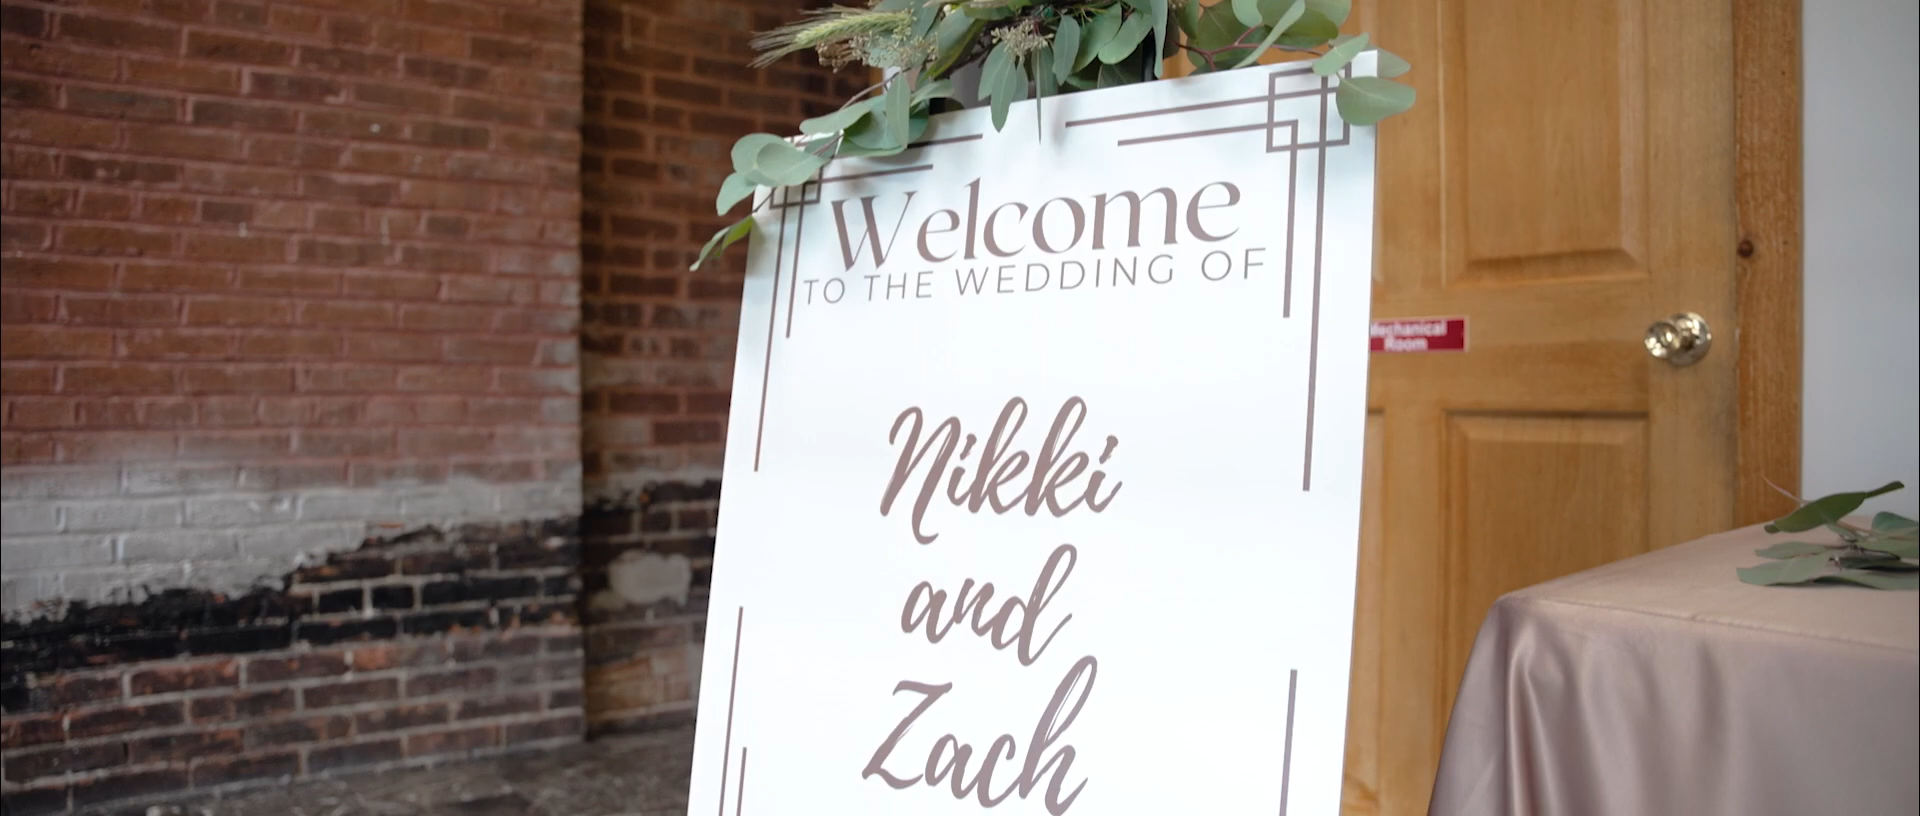 Welcome
TO THE WEDDING OF
Nikki
and
Zach
Mechanical
Room